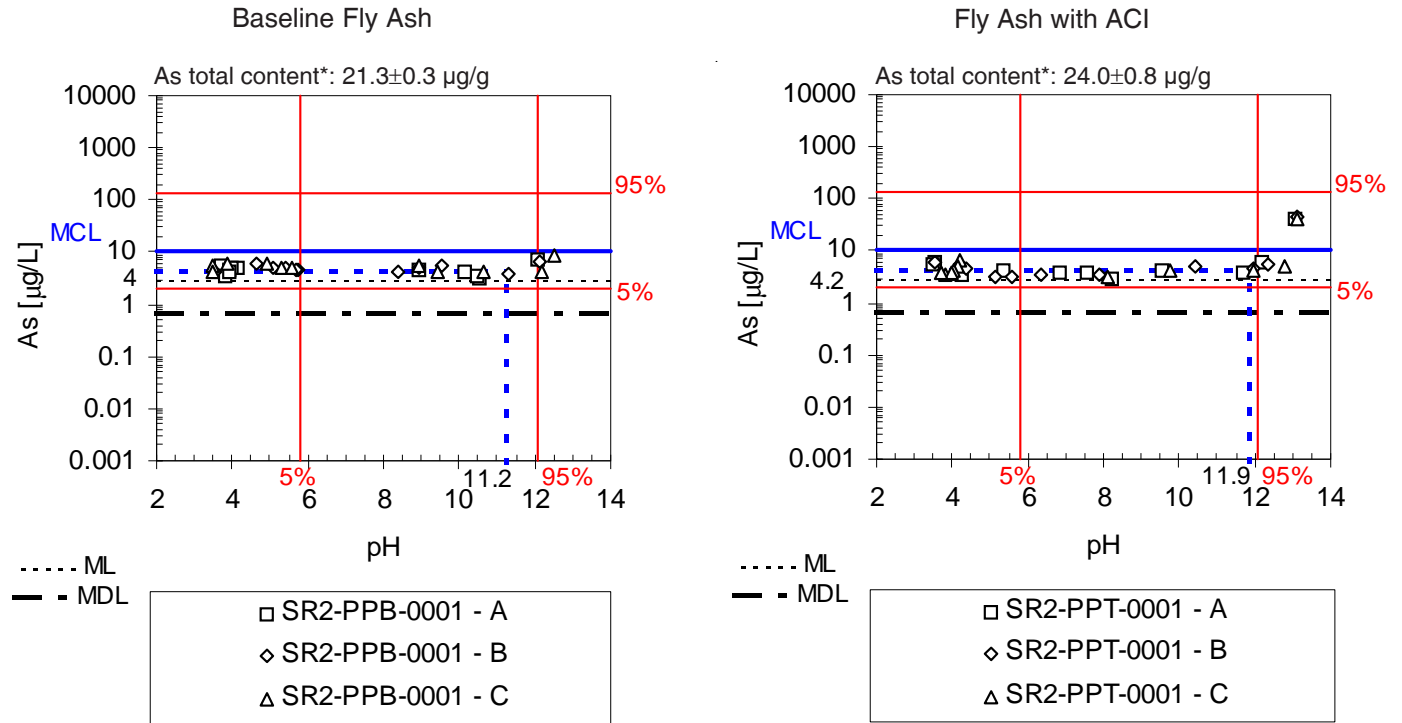 Baseline Fly Ash
As total content*: 21.3±0.3 µg/g
10000
1000
100
10
4
1
0.1
0.01
0.001
MCL
As [µg/L]
95%
5%
5%
11.2
95%
2 4 6 8 10 12 14
pH
ML
MDL
SR2-PPB-0001 - A
SR2-PPB-0001 - B
SR2-PPB-0001 - C
Fly Ash with ACI
As total content*: 24.0±0.8 µg/g
10000
1000
100
10
4.2
1
0.1
0.01
0.001
MCL
As [µg/L]
95%
5%
5%
11.9
95%
2 4 6 8 10 12 14
pH
ML
MDL
SR2-PPT-0001 - A
SR2-PPT-0001 - B
SR2-PPT-0001 - C